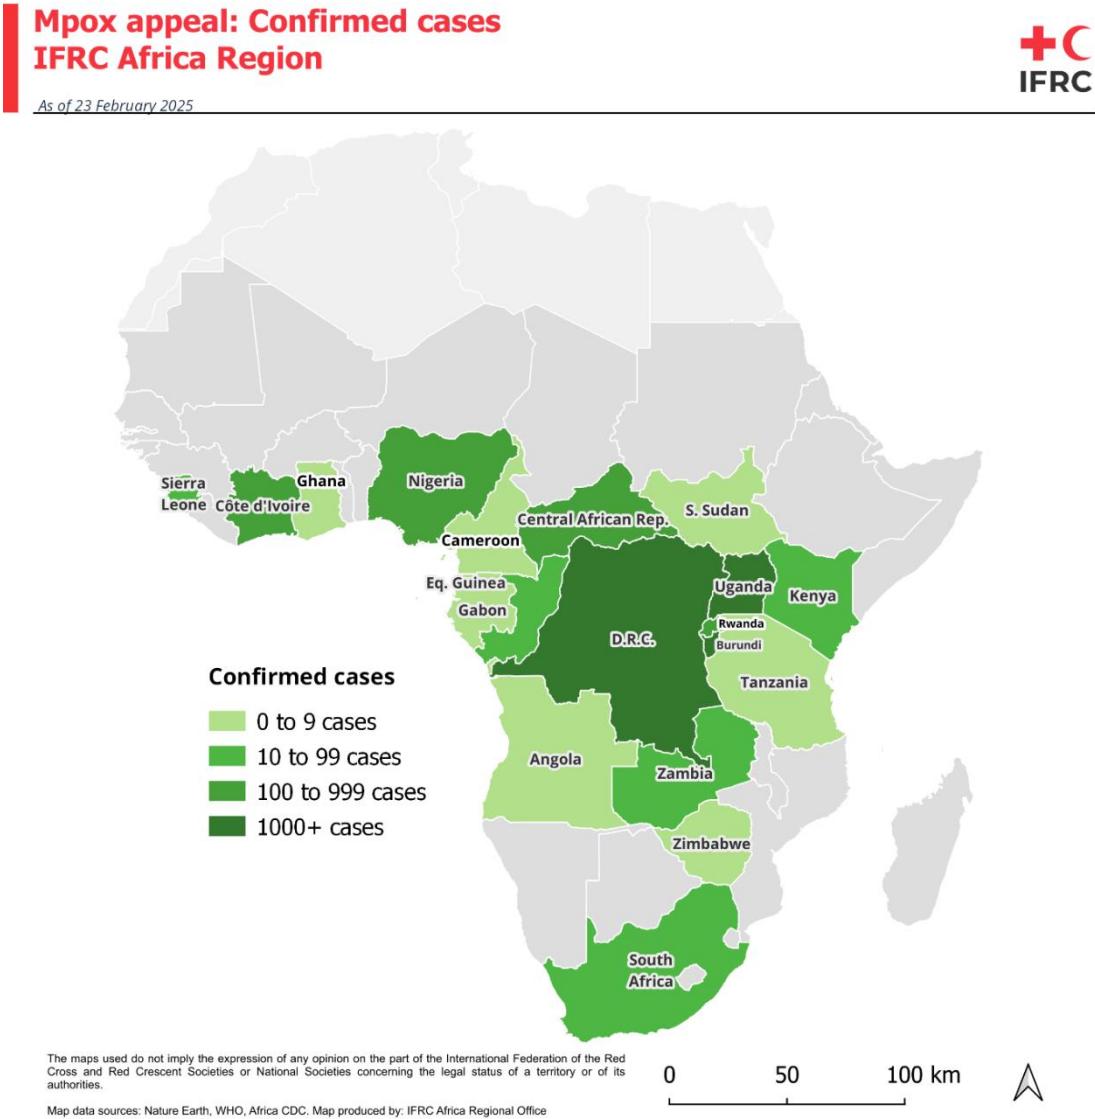 Mpox appeal: Confirmed cases
IFRC Africa Region
As of 23 February 2025
IFRC
Sierra
Leone
Côte d'Ivoire
Ghana
Nigeria
Cameroon
Central African Rep.
S. Sudan
Eq. Guinea
Gabon
D.R.C.
Uganda
Kenya
Rwanda
Burundi
Tanzania
Angola
Zambia
Zimbabwe
South
Africa
Confirmed cases
0 to 9 cases
10 to 99 cases
100 to 999 cases
1000+ cases
The maps used do not imply the expression of any opinion on the part of the International Federation of the Red
Cross and Red Crescent Societies or National Societies concerning the legal status of a territory or of its
authorities.
Map data sources: Nature Earth, WHO, Africa CDC. Map produced by: IFRC Africa Regional Office
0 50 100 km